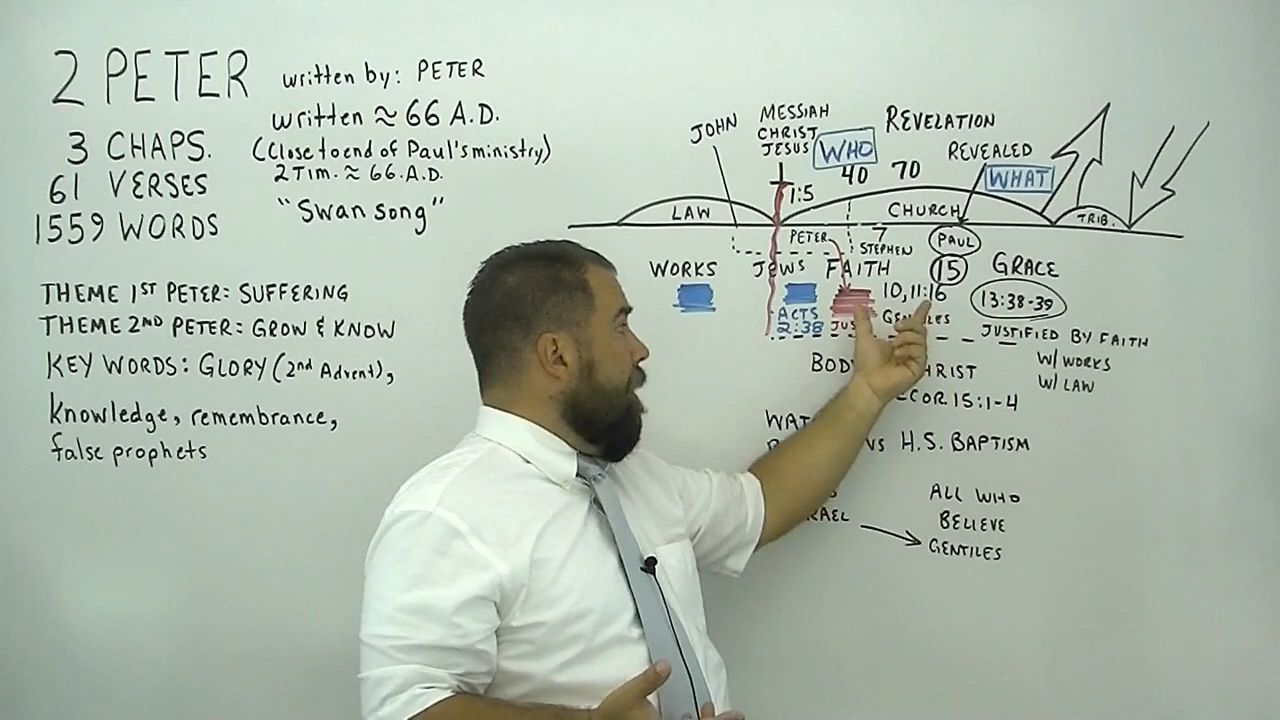 2 PETER
written by: PETER
written ≈ 66 A.D.
(Close to end of Paul's ministry)
2 Tim. ≈ 66 A.D.
"Swan song"
3 CHAPS.
61 VERSES
1559 WORDS
THEME 1ST PETER: SUFFERING
THEME 2ND PETER: GROW & KNOW
KEY WORDS: GLORY (2nd Advent),
knowledge, remembrance,
false prophets
JOHN
MESSIAH
CHRIST
JESUS
WHO
REVELATION
REVEALED
WHAT
40 70
1:5
LAW
CHURCH
TRIB.
PETER
7
STEPHEN
PAUL
WORKS
JEWS
FAITH
15
GRACE
10, 11:16
13:38-39
ACTS
2:38
JUS
JUSTIFIED BY FAITH
W/ WORKS
W/ LAW
COR. 15:1-4
VS H.S. BAPTISM
ALL WHO
BELIEVE
GENTILES